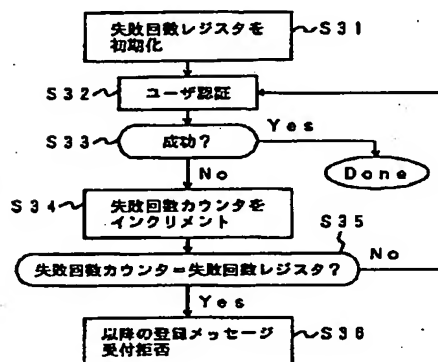 失敗回数レジスタを
初期化
S31
S32
ユーザ認証
S33
成功?
Yes
Done
No
S34
失敗回数カウンタを
インクリメント
S35
失敗回数カウンタ=失敗回数レジスタ?
No
Yes
以降の登録メッセージ
受付拒否
S36